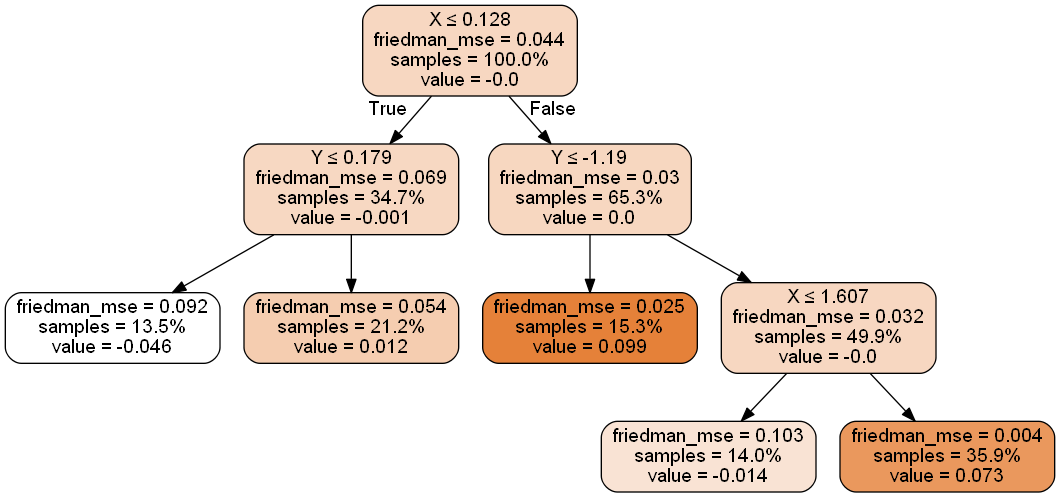 X ≤ 0.128
friedman_mse = 0.044
samples = 100.0%
value = -0.0
True
False
Y ≤ 0.179
friedman_mse = 0.069
samples = 34.7%
value = -0.001
Y ≤ -1.19
friedman_mse = 0.03
samples = 65.3%
value = 0.0
friedman_mse = 0.092
samples = 13.5%
value = -0.046
friedman_mse = 0.054
samples = 21.2%
value = 0.012
friedman_mse = 0.025
samples = 15.3%
value = 0.099
X ≤ 1.607
friedman_mse = 0.032
samples = 49.9%
value = -0.0
friedman_mse = 0.103
samples = 14.0%
value = -0.014
friedman_mse = 0.004
samples = 35.9%
value = 0.073